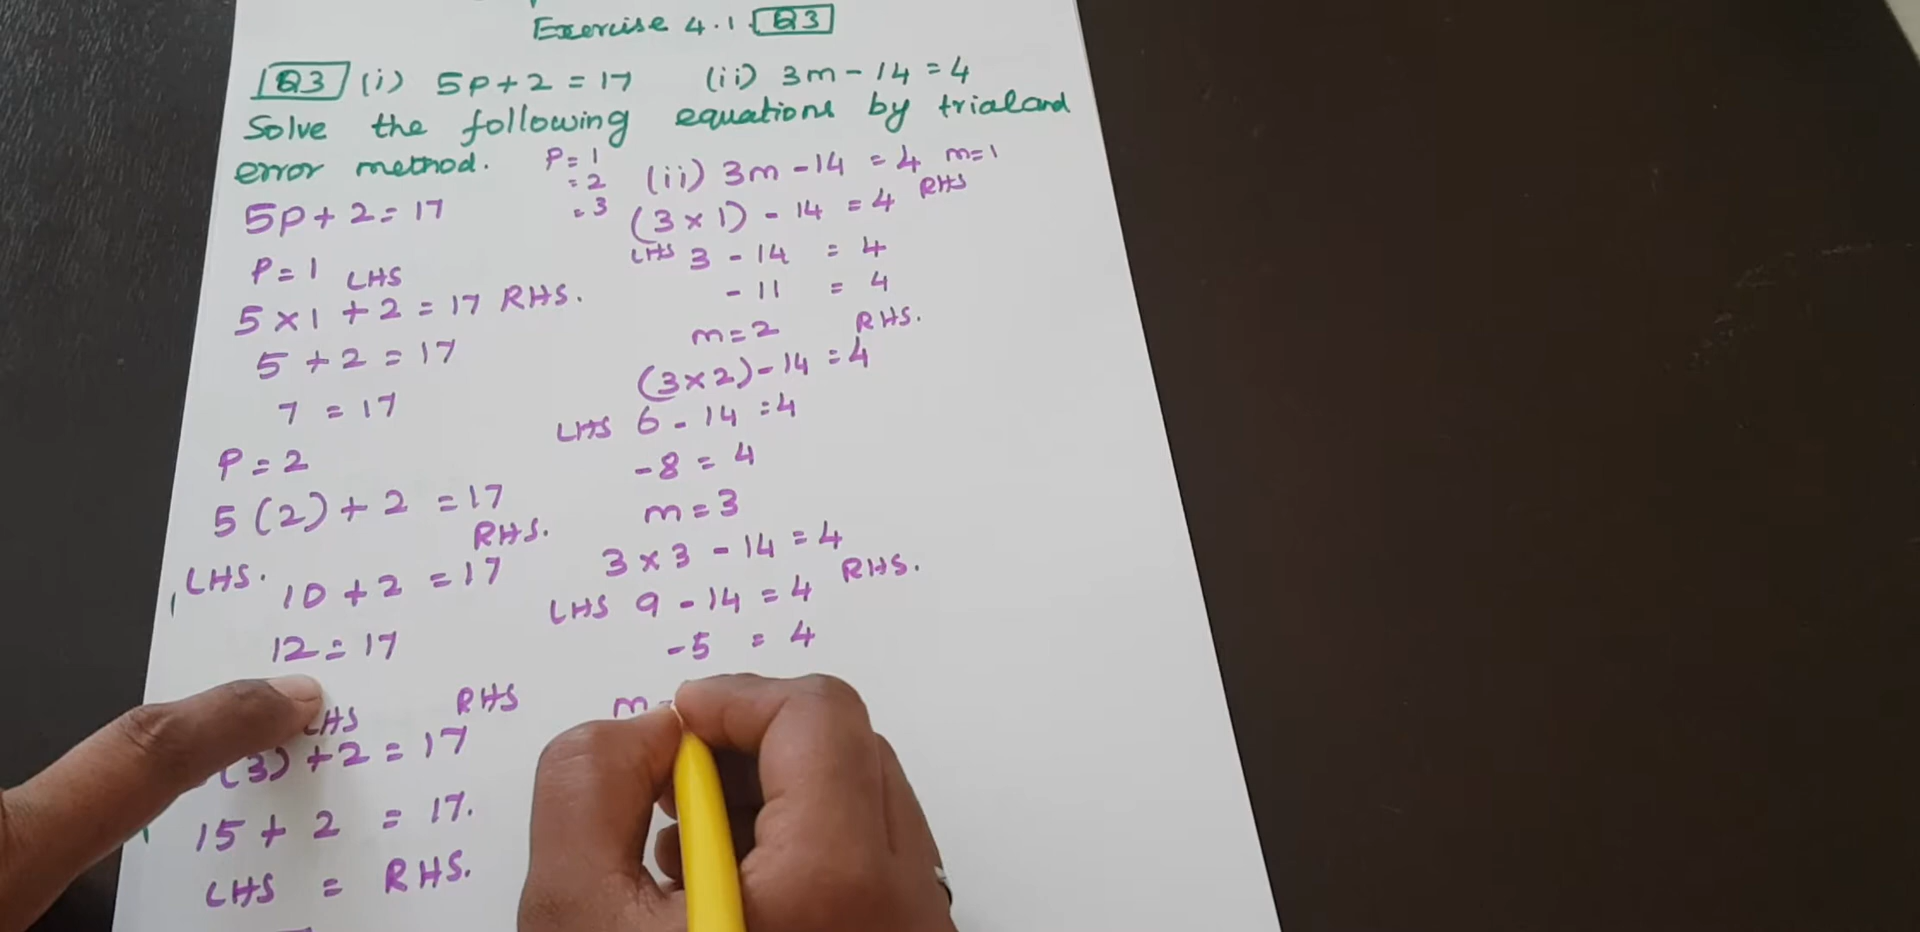 Exercise 4.1 Q3
Q3 (i) 5p+2=17 (ii) 3m-14=4
Solve the following equations by trial and
error method.
5p+2=17
P=1 LHS
5×1+2=17 RHS.
5+2=17
7=17
P=2
5(2)+2=17
RHS.
LHS. 10+2=17
12=17
LHS RHS
(3)+2=17
15+2=17.
LHS = RHS.
P=1
=2
=3
(ii) 3m-14=4 m=1
(3×1)-14=4 RHS
LHS 3-14=4
-11=4
m=2 RHS.
(3×2)-14=4
LHS 6-14=4
-8=4
m=3
3×3-14=4
LHS 9-14=4 RHS.
-5=4
m